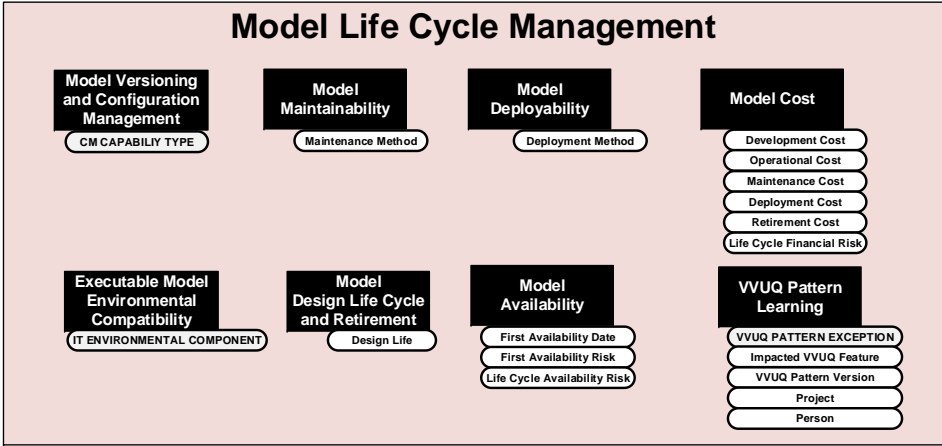 Model Life Cycle Management
Model Versioning
and Configuration
Management
CM CAPABILIY TYPE
Model
Maintainability
Maintenance Method
Model
Deployability
Deployment Method
Model Cost
Development Cost
Operational Cost
Maintenance Cost
Deployment Cost
Retirement Cost
Life Cycle Financial Risk
Executable Model
Environmental
Compatibility
IT ENVIRONMENTAL COMPONENT
Model
Design Life Cycle
and Retirement
Design Life
Model
Availability
First Availability Date
First Availability Risk
Life Cycle Availability Risk
VVUQ Pattern
Learning
VVUQ PATTERN EXCEPTION
Impacted VVUQ Feature
VVUQ Pattern Version
Project
Person